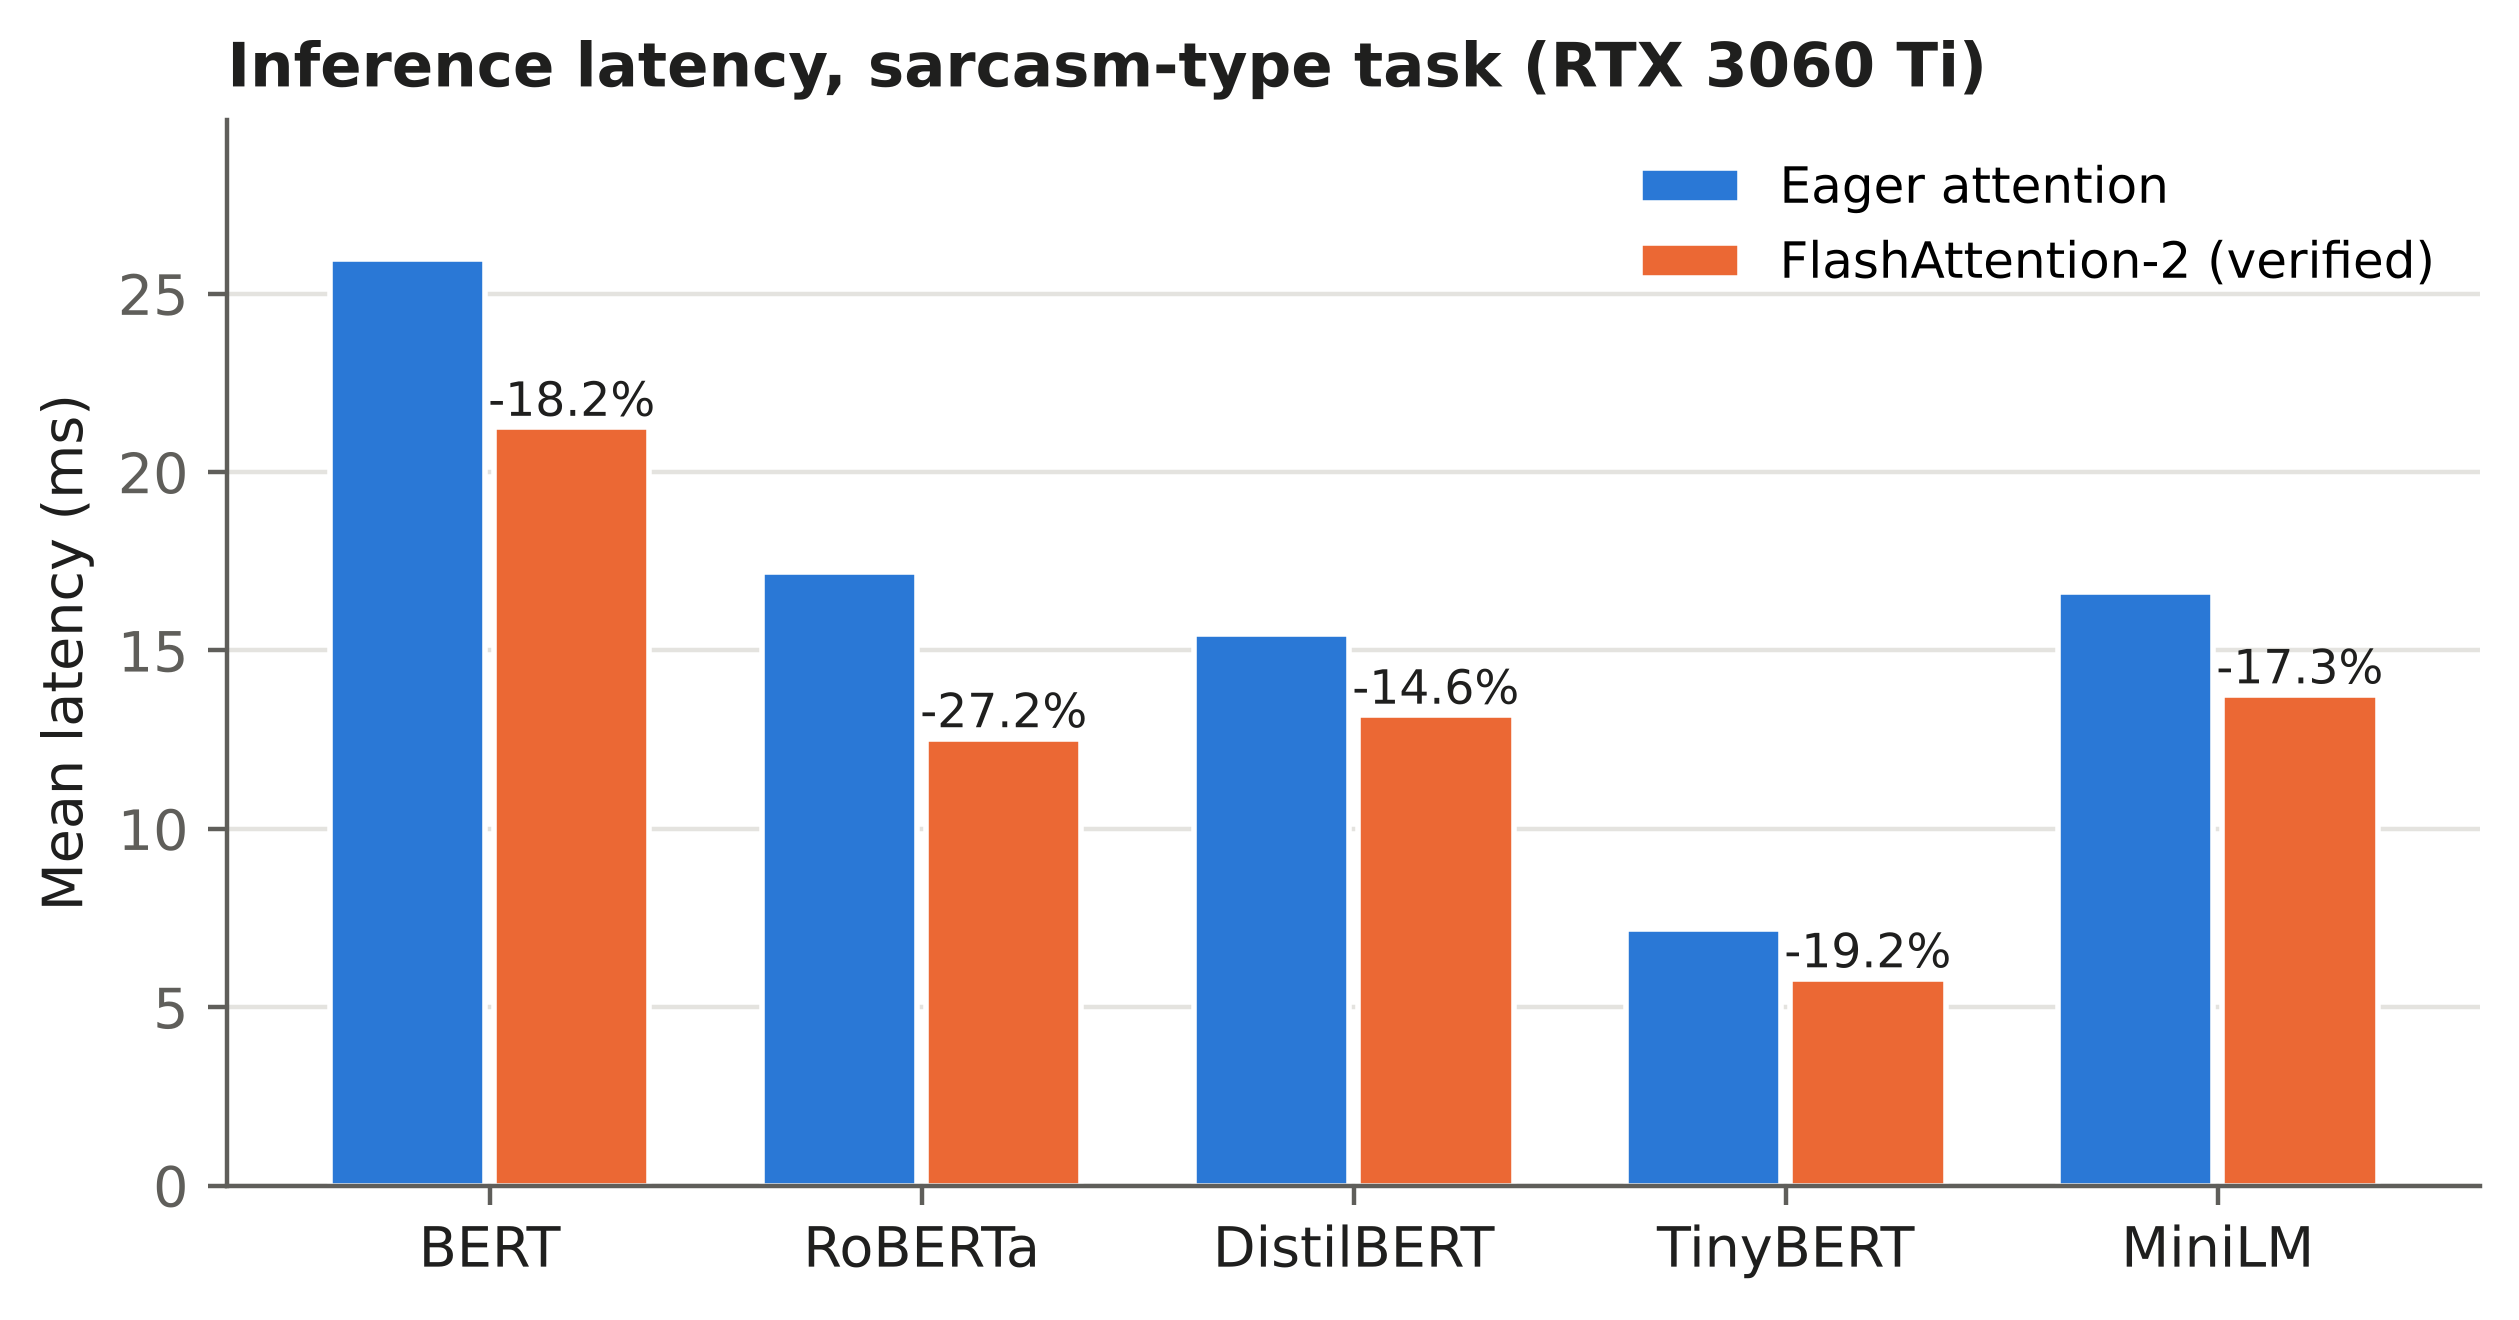 Inference latency, sarcasm-type task (RTX 3060 Ti)
Eager attention
FlashAttention-2 (verified)
Mean latency (ms)
25
20
15
10
5
0
-18.2%
-27.2%
-14.6%
-19.2%
-17.3%
BERT
RoBERTa
DistilBERT
TinyBERT
MiniLM